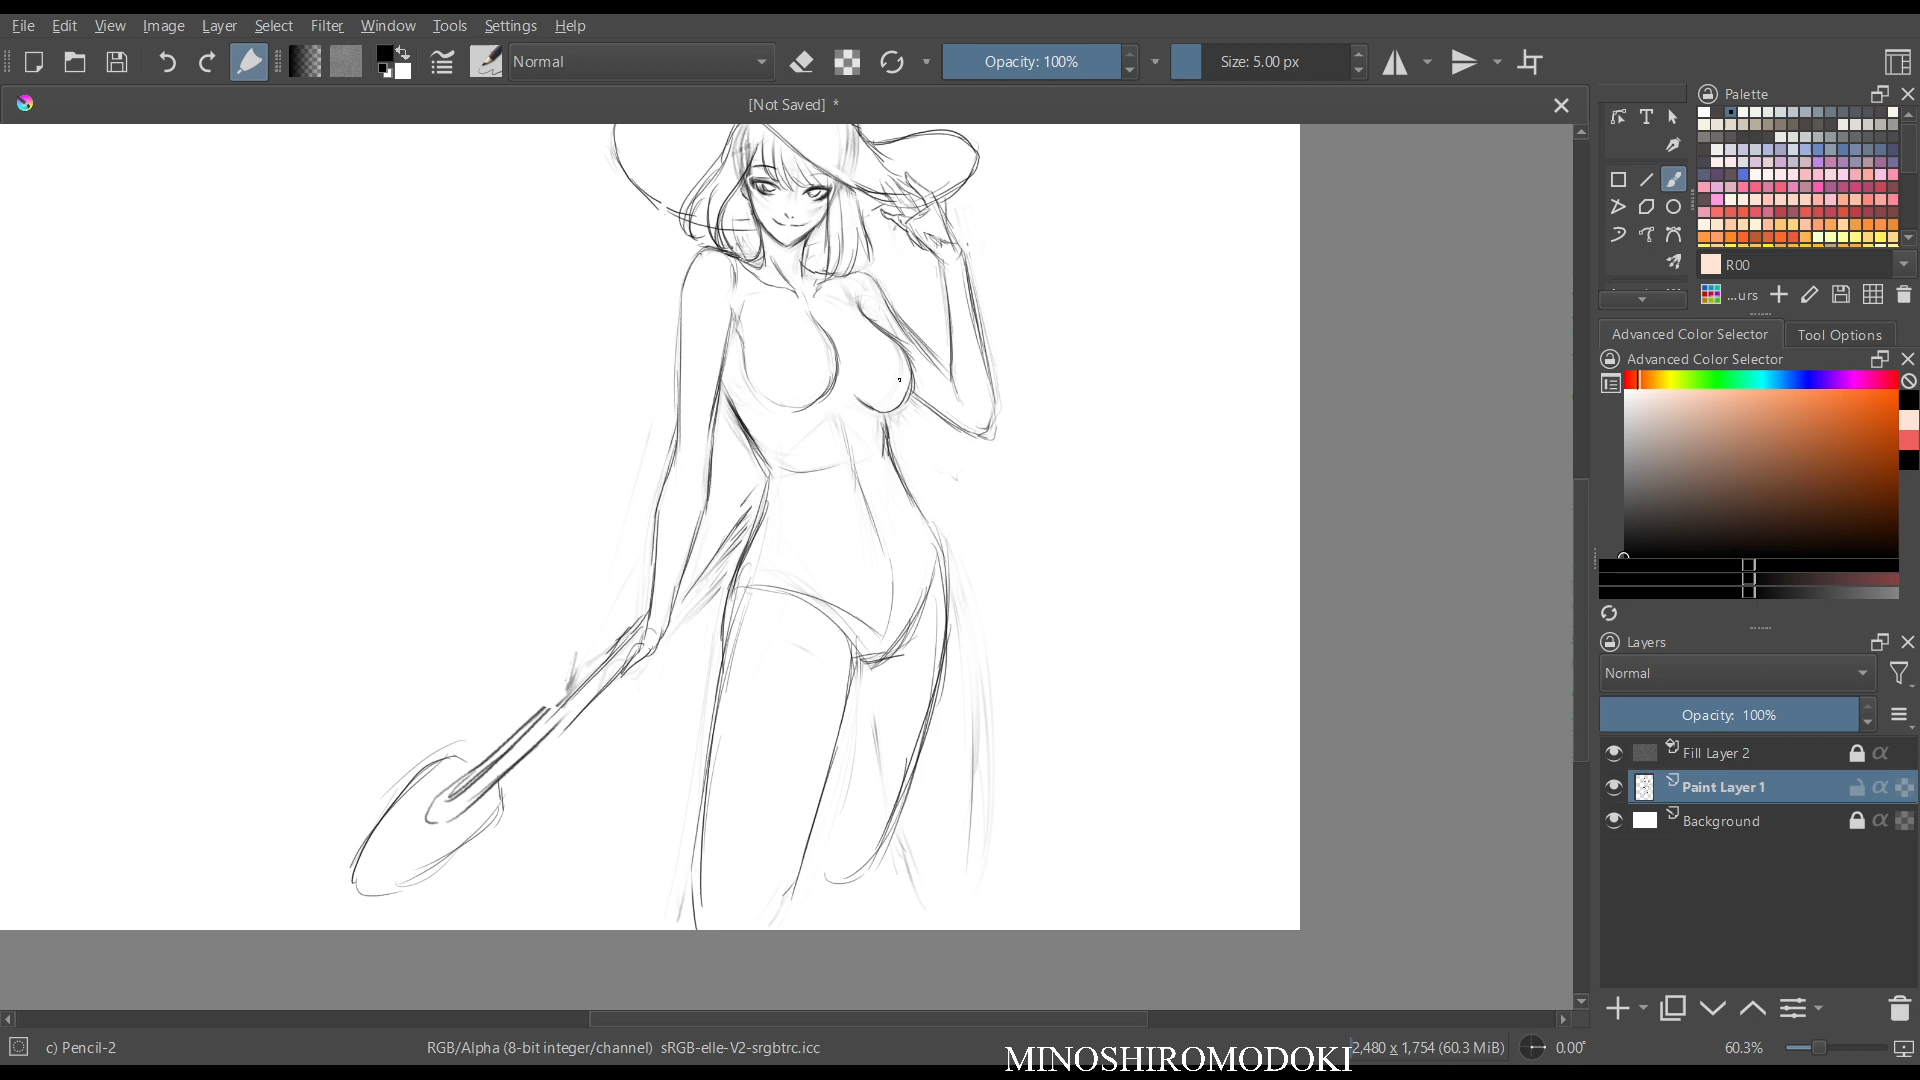 File Edit View Image Layer Select Filter Window Tools Settings Help
Normal
Opacity: 100%
Size: 5.00 px
[Not Saved] *
Palette
R00
...urs
Advanced Color Selector
Tool Options
Advanced Color Selector
Layers
Normal
Opacity: 100%
Fill Layer 2
Paint Layer 1
Background
c) Pencil-2
RGB/Alpha (8-bit integer/channel) sRGB-elle-V2-srgbtrc.icc
MINOSHIROMODOKI
2,480 x 1,754 (60.3 MiB)
0.00°
60.3%